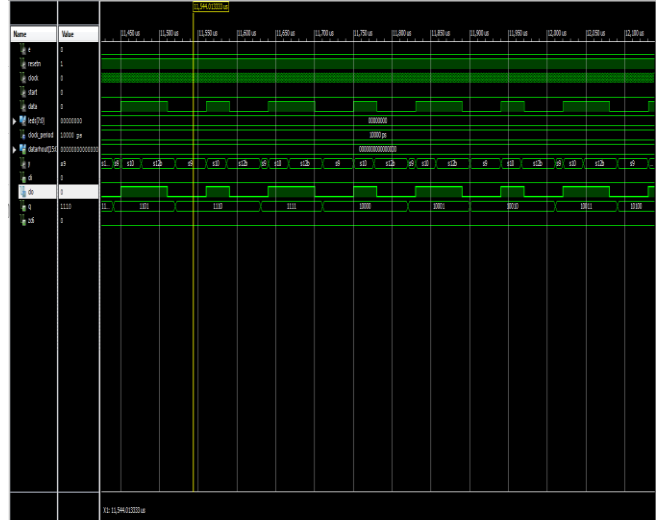 11,544.013333 us
Name Value 11,450 us 11,500 us 11,550 us 11,600 us 11,650 us 11,700 us 11,750 us 11,800 us 11,850 us 11,900 us 11,950 us 12,000 us 12,050 us 12,100 us
e 0
resetn 1
clock 0
start 0
data 0
leds[7:0] 00000000 00000000
clock_period 10000 ps 10000 ps
0000000000000000
y s9 s1... s9 s10 s12b s9 s10 s12b s9 s10 s12b s9 s10 s12b s9 s10 s12b s9 s10 s12b s9 s10 s12b s9 ...
di 0
do 0
q 1110 11... 1101 1110 1111 10000 10001 10010 10011 10100
z16 0
X1: 11,544.013333 us